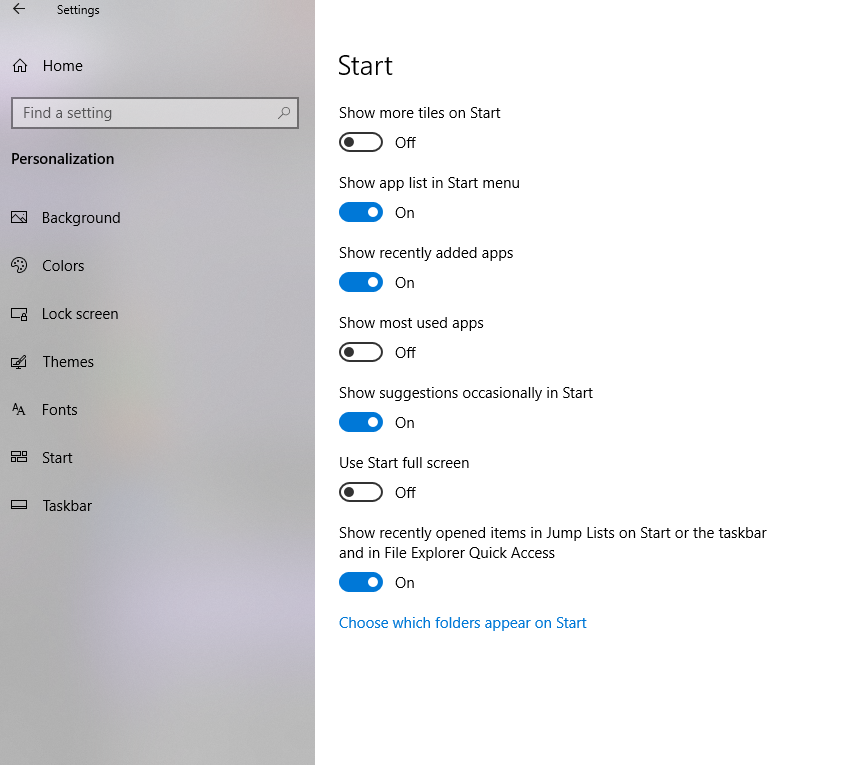 Settings
Home
Find a setting
Personalization
Background
Colors
Lock screen
Themes
Fonts
Start
Taskbar
Start
Show more tiles on Start
Off
Show app list in Start menu
On
Show recently added apps
On
Show most used apps
Off
Show suggestions occasionally in Start
On
Use Start full screen
Off
Show recently opened items in Jump Lists on Start or the taskbar
and in File Explorer Quick Access
On
Choose which folders appear on Start